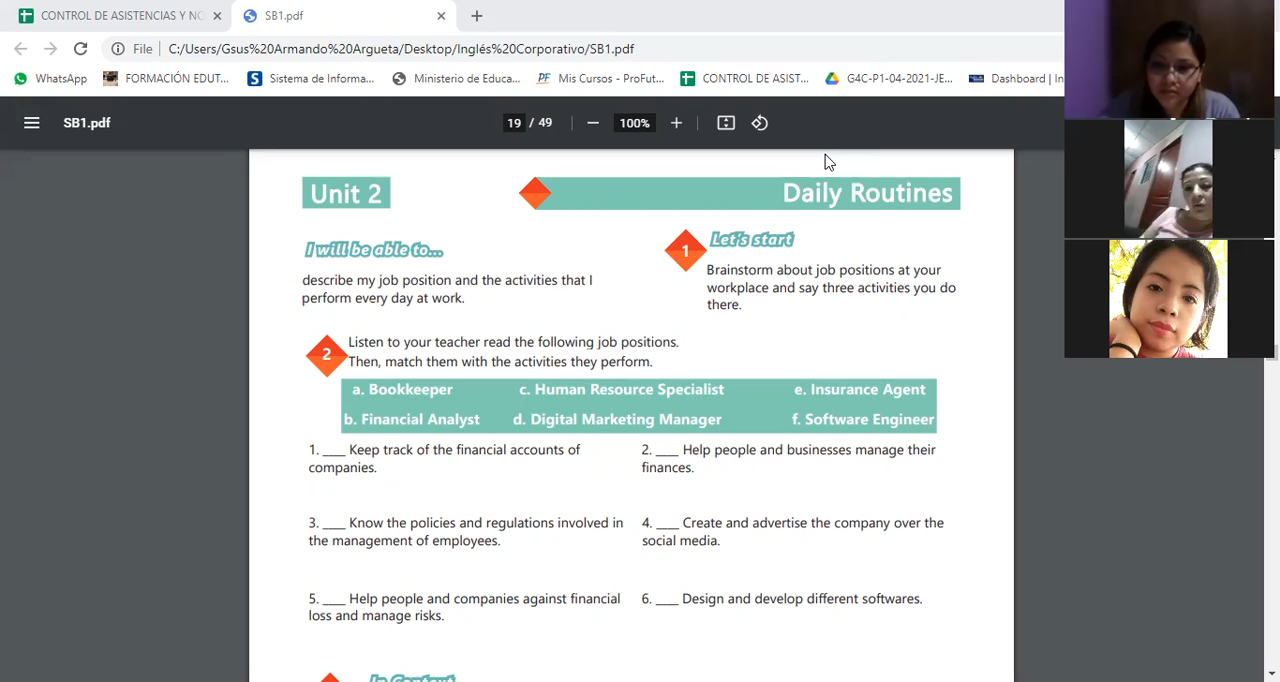 CONTROL DE ASISTENCIAS Y NO
SB1.pdf
File
C:/Users/Gsus%20Armando%20Argueta/Desktop/Inglés%20Corporativo/SB1.pdf
WhatsApp
FORMACIÓN EDUT...
Sistema de Informa...
Ministerio de Educa...
Mis Cursos - ProFut...
CONTROL DE ASIST...
G4C-P1-04-2021-JE...
Dashboard | In
SB1.pdf
19 / 49
100%
Unit 2
Daily Routines
I will be able to...
describe my job position and the activities that I
perform every day at work.
1
Let's start
Brainstorm about job positions at your
workplace and say three activities you do
there.
2
Listen to your teacher read the following job positions.
Then, match them with the activities they perform.
a. Bookkeeper
c. Human Resource Specialist
e. Insurance Agent
b. Financial Analyst
d. Digital Marketing Manager
f. Software Engineer
1. ___ Keep track of the financial accounts of
companies.
2. ___ Help people and businesses manage their
finances.
3. ___ Know the policies and regulations involved in
the management of employees.
4. ___ Create and advertise the company over the
social media.
5. ___ Help people and companies against financial
loss and manage risks.
6. ___ Design and develop different softwares.
In Context